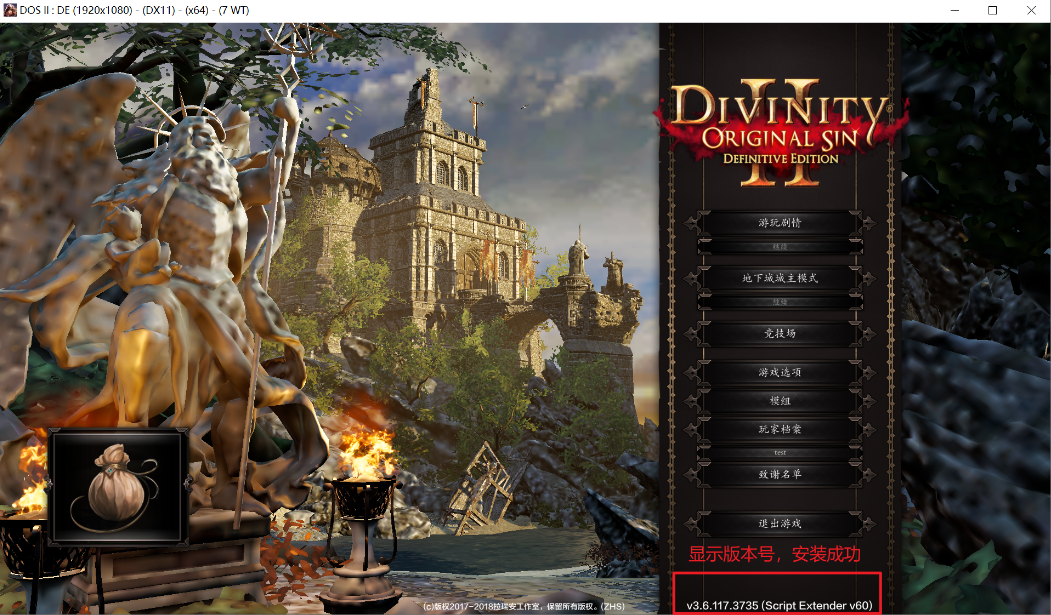 DOS II : DE (1920x1080) - (DX11) - (x64) - (7 WT)
DIVINITY
II
ORIGINAL SIN
DEFINITIVE EDITION
游玩剧情
继续
地下城城主模式
继续
竞技场
游戏选项
模组
玩家档案
test
致谢名单
退出游戏
显示版本号，安装成功
(c)版权2017-2018拉瑞安工作室，保留所有版权。(ZHS)
v3.6.117.3735 (Script Extender v60)